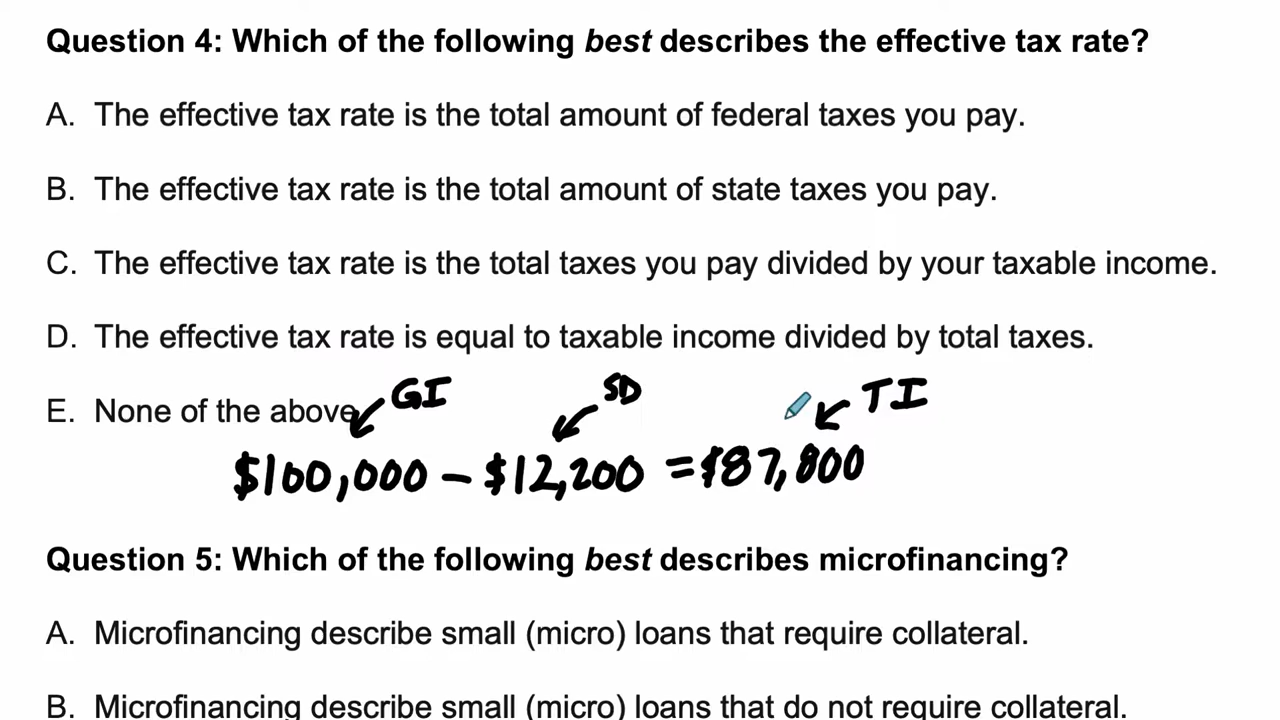 Question 4: Which of the following best describes the effective tax rate?
A. The effective tax rate is the total amount of federal taxes you pay.
B. The effective tax rate is the total amount of state taxes you pay.
C. The effective tax rate is the total taxes you pay divided by your taxable income.
D. The effective tax rate is equal to taxable income divided by total taxes.
GI SD TI
E. None of the above
$100,000 - $12,200 = $87,800
Question 5: Which of the following best describes microfinancing?
A. Microfinancing describe small (micro) loans that require collateral.
B. Microfinancing describe small (micro) loans that do not require collateral.